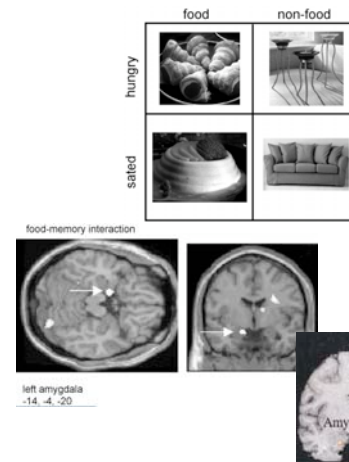 food non-food
hungry
sated
food-memory interaction
left amygdala
-14, -4, -20
Amy